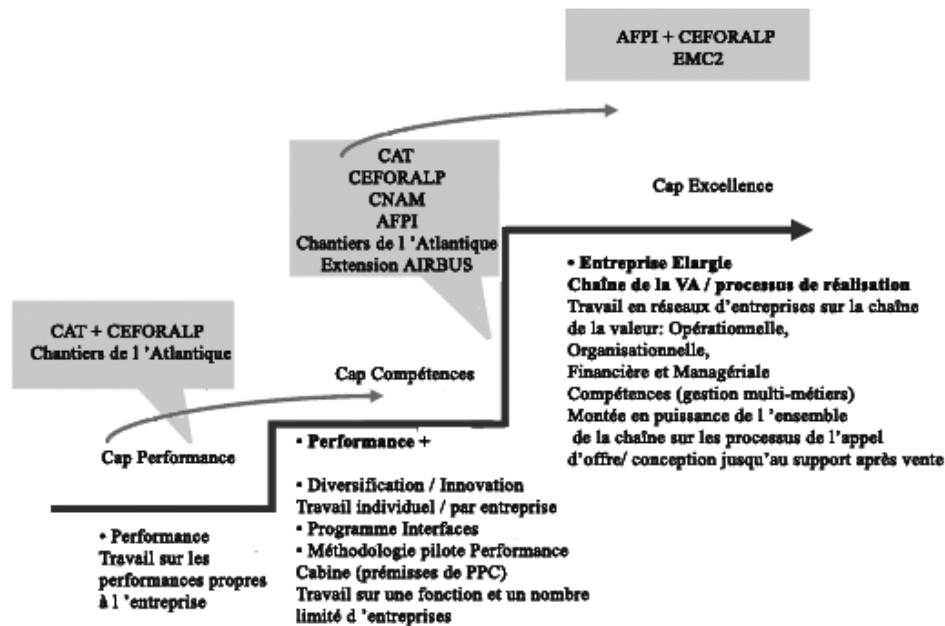 AFPI + CEFORALP
EMC2
CAT
CEFORALP
CNAM
AFPI
Chantiers de l 'Atlantique
Extension AIRBUS
Cap Excellence
• Entreprise Elargie
Chaîne de la VA / processus de réalisation
Travail en réseaux d'entreprises sur la chaîne
de la valeur: Opérationnelle,
Organisationnelle,
Financière et Managériale
Compétences (gestion multi-métiers)
Montée en puissance de l 'ensemble
de la chaîne sur les processus de l'appel
d'offre/ conception jusqu'au support après vente
CAT + CEFORALP
Chantiers de l 'Atlantique
Cap Compétences
Cap Performance
• Performance +
• Diversification / Innovation
Travail individuel / par entreprise
• Programme Interfaces
• Méthodologie pilote Performance
Cabine (prémisses de PPC)
Travail sur une fonction et un nombre
limité d 'entreprises
• Performance
Travail sur les
performances propres
à l 'entreprise